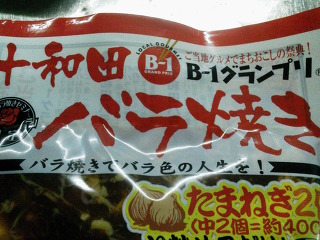 十和田
LOCAL GOURMET
B-1
GRAND PRIX
ご当地グルメでまちおこしの祭典!
B-1グランプリ®
バラ焼き
バラ焼きでバラ色の人生を!
たまねぎ2
(中2個=約400